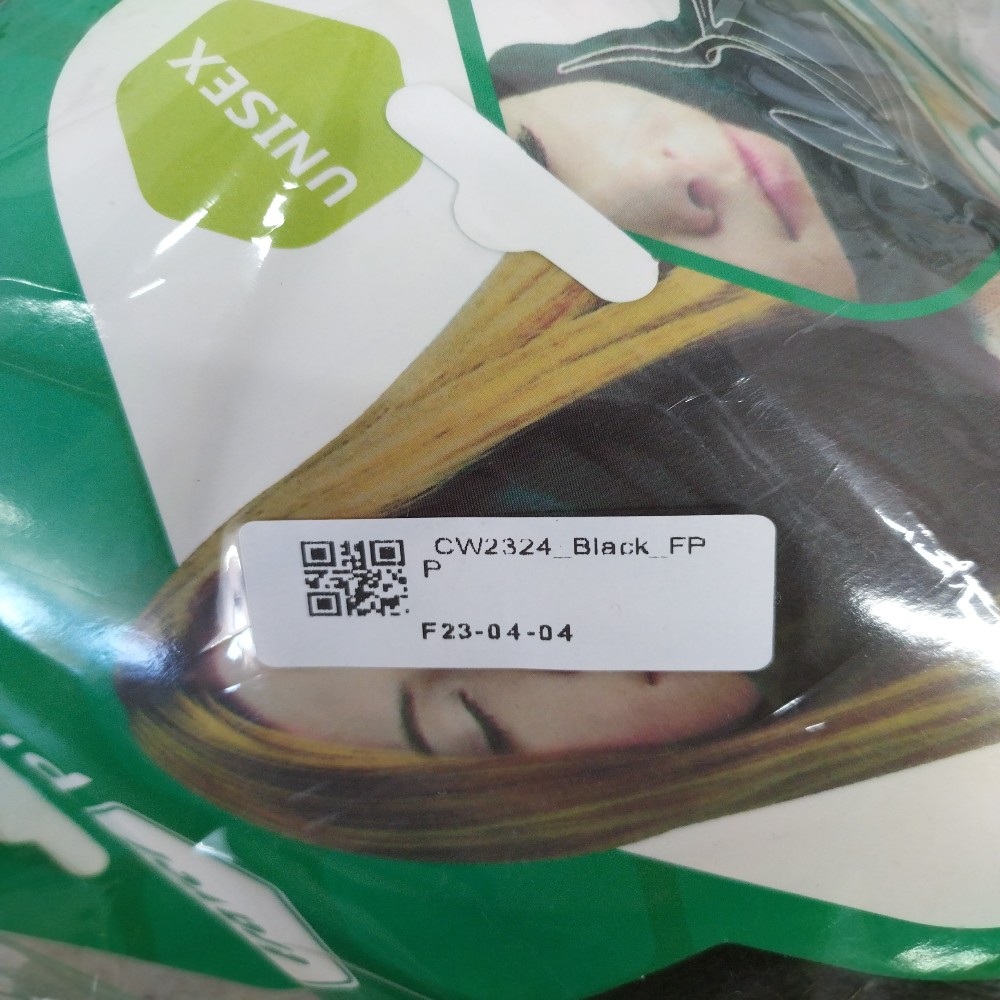 UNISEX
CW2324_Black_FP
P
F23-04-04